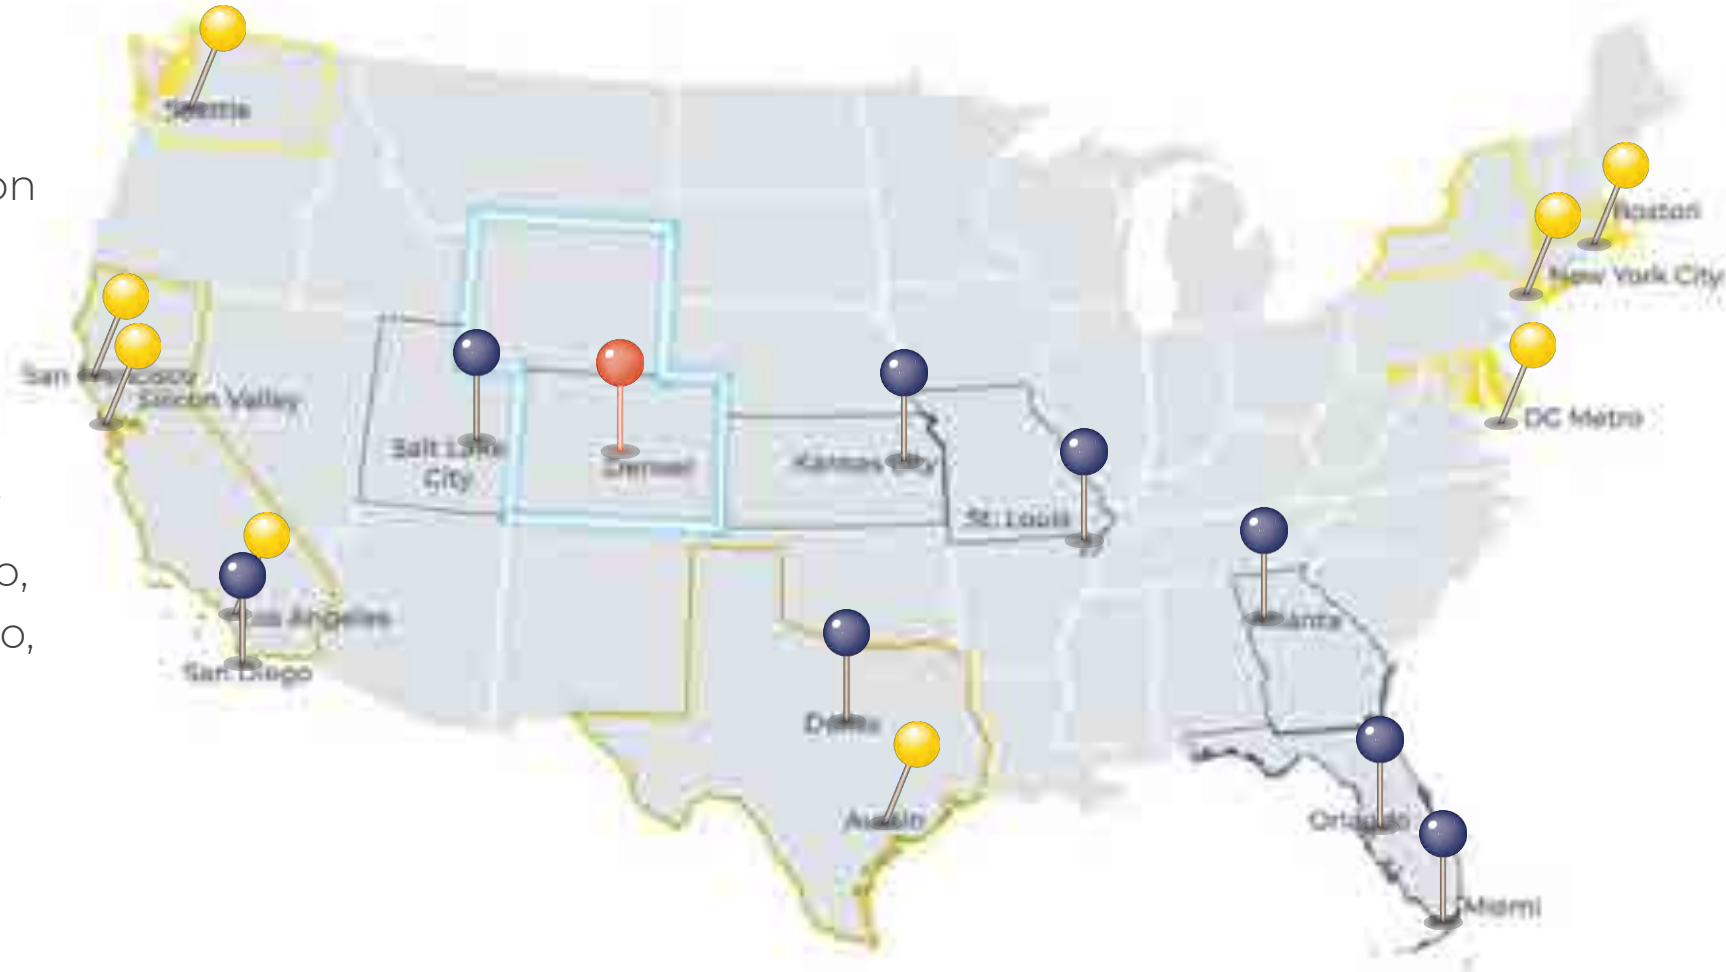 Seattle
on
Boston
New York City
San Francisco
Silicon Valley
DC Metro
Salt Lake
City
Denver
Kansas City
St. Louis
o,
Los Angeles
Atlanta
o,
San Diego
Dallas
Austin
Orlando
Miami